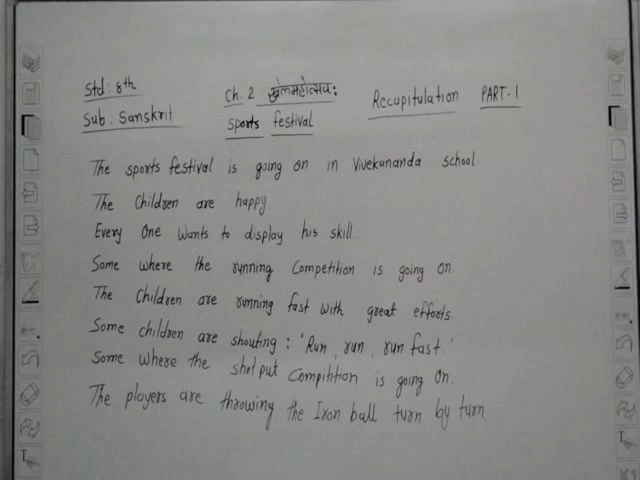 Std: 8th Ch. 2 खेलमहोत्सव: Recapitulation PART-1
Sub: Sanskrit Sports Festival
The sports festival is going on in Vivekunanda school.
The Children are happy.
Every One wants to display his skill.
Some where the running Competition is going on.
The Children are running fast with great efforts
Some children are shouting: 'Run, run, run fast.'
Some where the shot put Compitition is going on.
The players are throwing the Iron ball turn by turn.